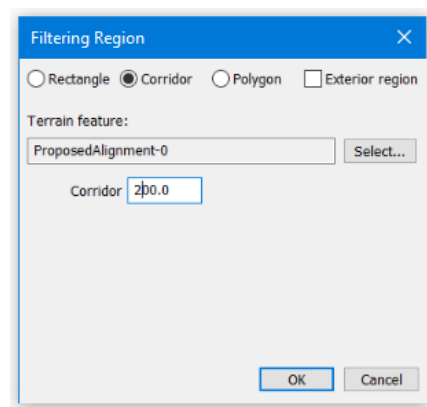 Filtering Region
Rectangle Corridor Polygon Exterior region
Terrain feature:
ProposedAlignment-0 Select...
Corridor 200.0
OK Cancel